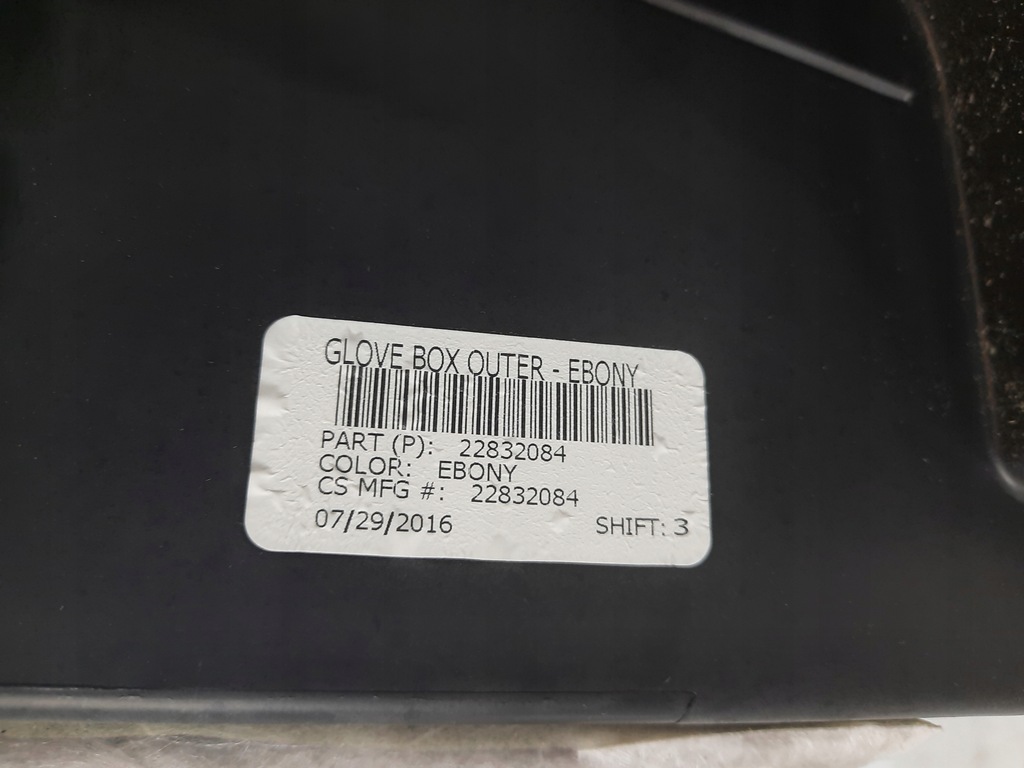 GLOVE BOX OUTER - EBONY
PART (P): 22832084
COLOR: EBONY
CS MFG #: 22832084
07/29/2016 SHIFT: 3